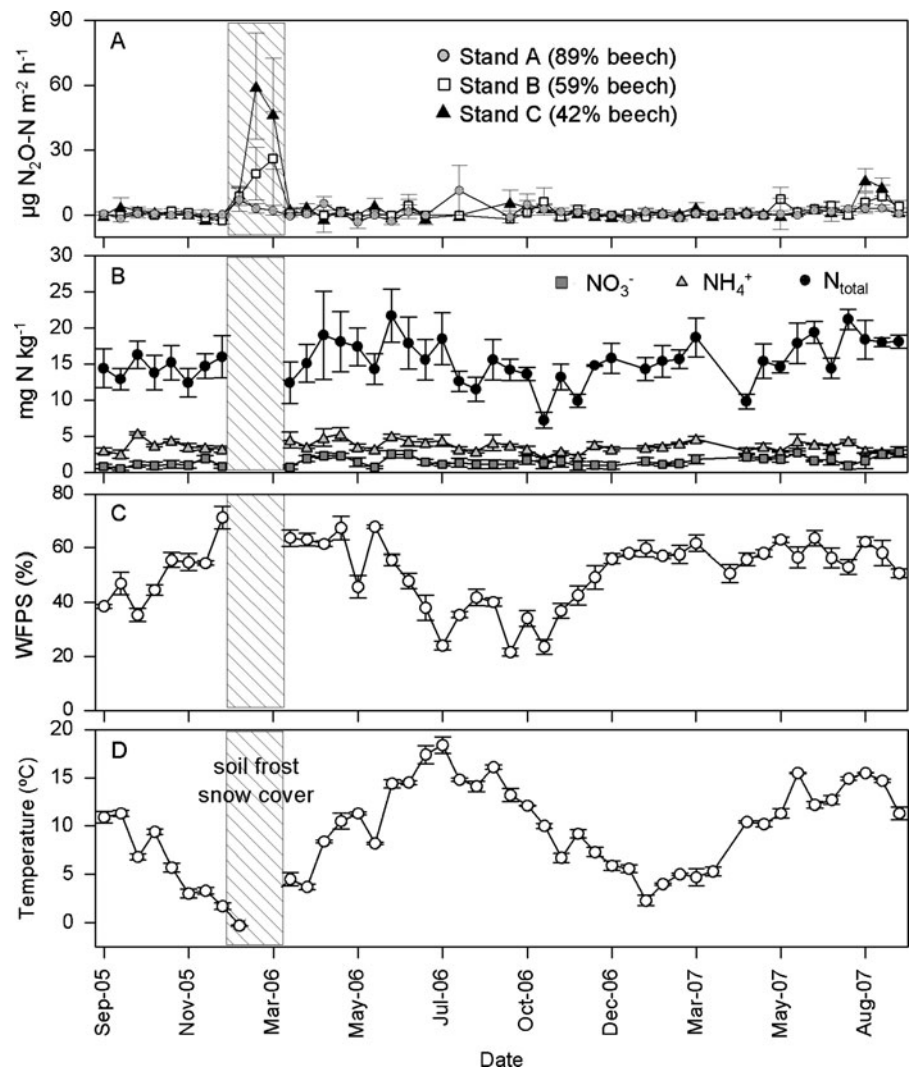 A
90
60
30
0
µg N₂O-N m⁻² h⁻¹
Stand A (89% beech)
Stand B (59% beech)
Stand C (42% beech)
B
30
25
20
15
10
5
0
mg N kg⁻¹
NO₃⁻ NH₄⁺ N_total
C
80
60
40
20
0
WFPS (%)
D
20
15
10
5
0
Temperature (ºC)
soil frost
snow cover
Sep-05 Nov-05 Mar-06 May-06 Jul-06 Oct-06 Dec-06 Mar-07 May-07 Aug-07
Date